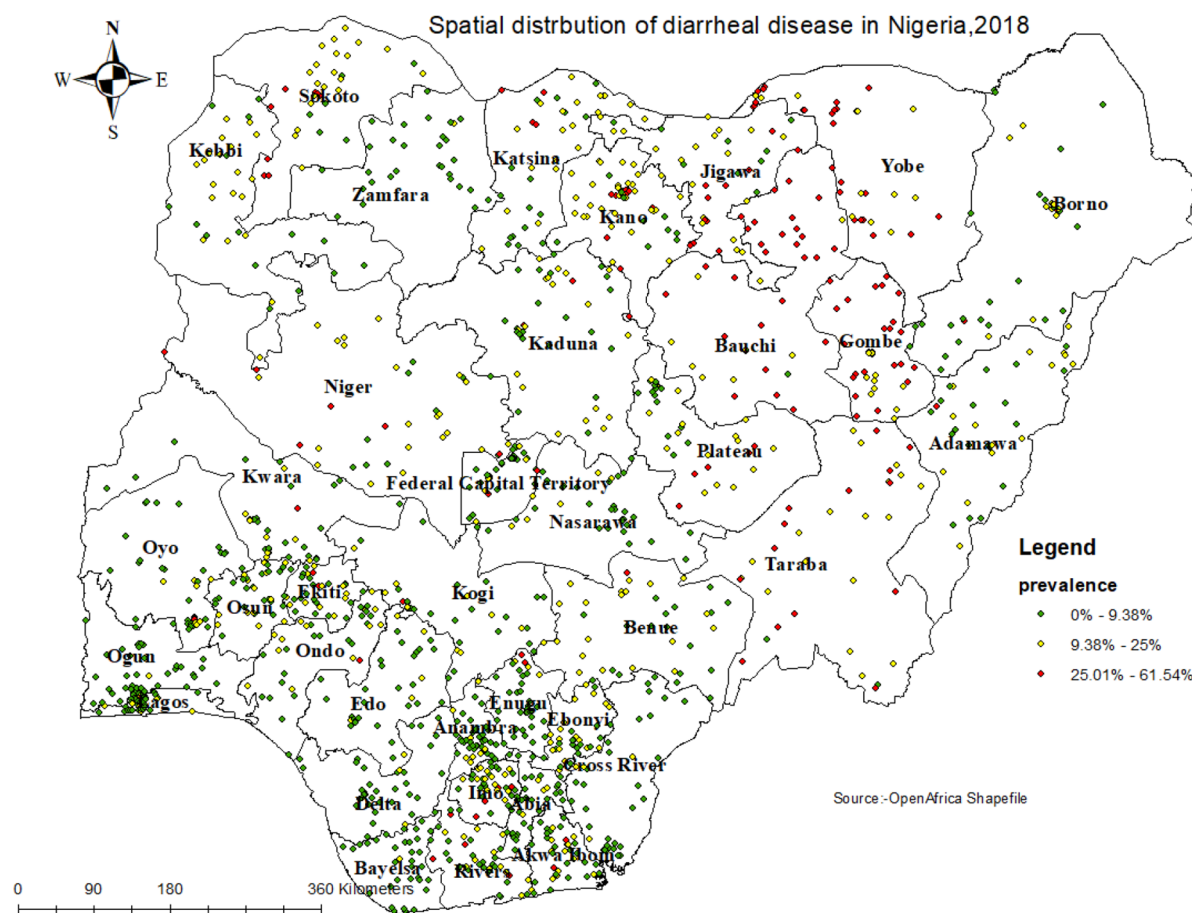 Spatial distrbution of diarrheal disease in Nigeria,2018
N
W E
S
Sokoto
Kebbi
Zamfara
Katsina
Kano
Jigawa
Yobe
Borno
Kaduna
Bauchi
Gombe
Niger
Adamawa
Plateau
Kwara
Federal Capital Territory
Nasarawa
Oyo
Taraba
Legend
prevalence
0% - 9.38%
9.38% - 25%
25.01% - 61.54%
Osun
Ekiti
Kogi
Benue
Ogun
Ondo
Lagos
Edo
Enugu
Anambra
Ebonyi
Cross River
Delta
Imo
Abia
Source:-OpenAfrica Shapefile
Bayelsa
Rivers
Akwa Ibom
0 90 180 360 Kilometers